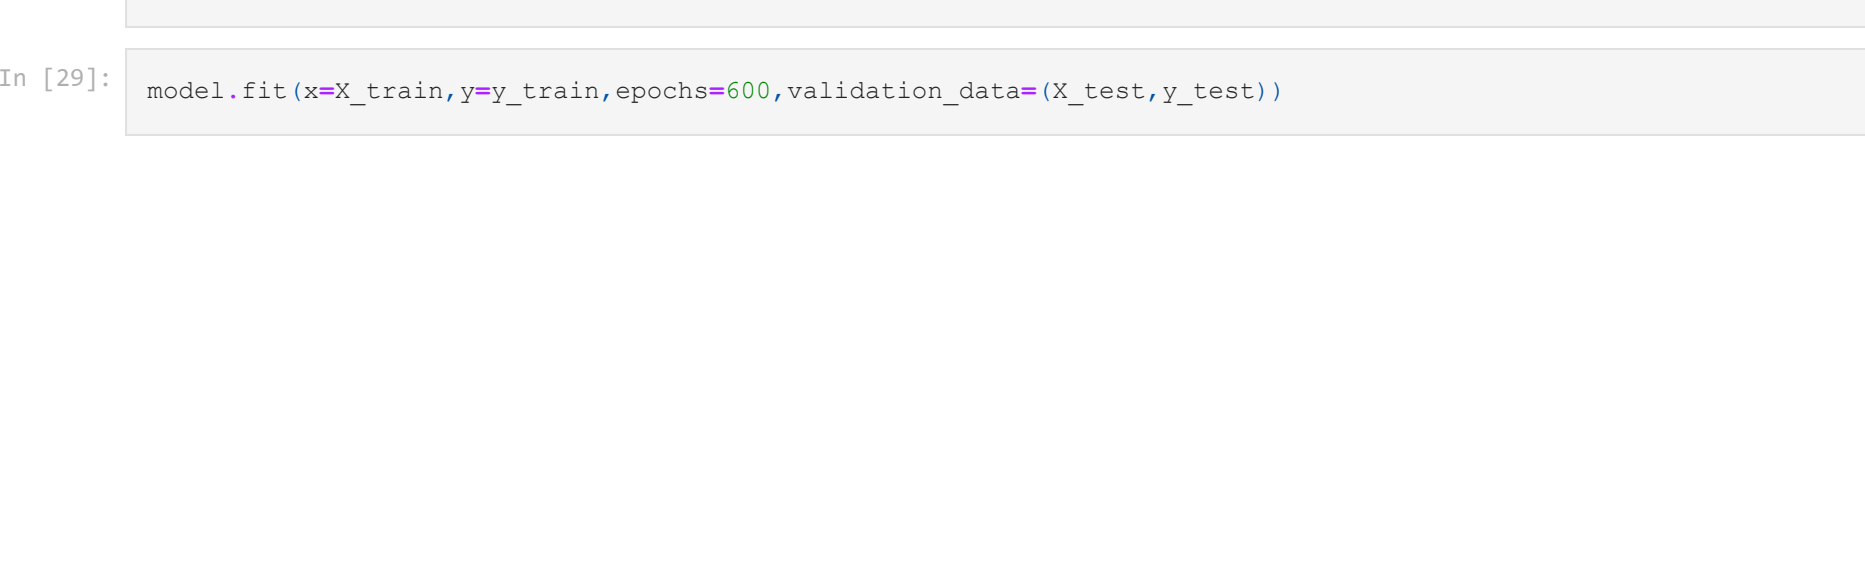 In [29]:
model.fit(x=X_train,y=y_train,epochs=600,validation_data=(X_test,y_test))